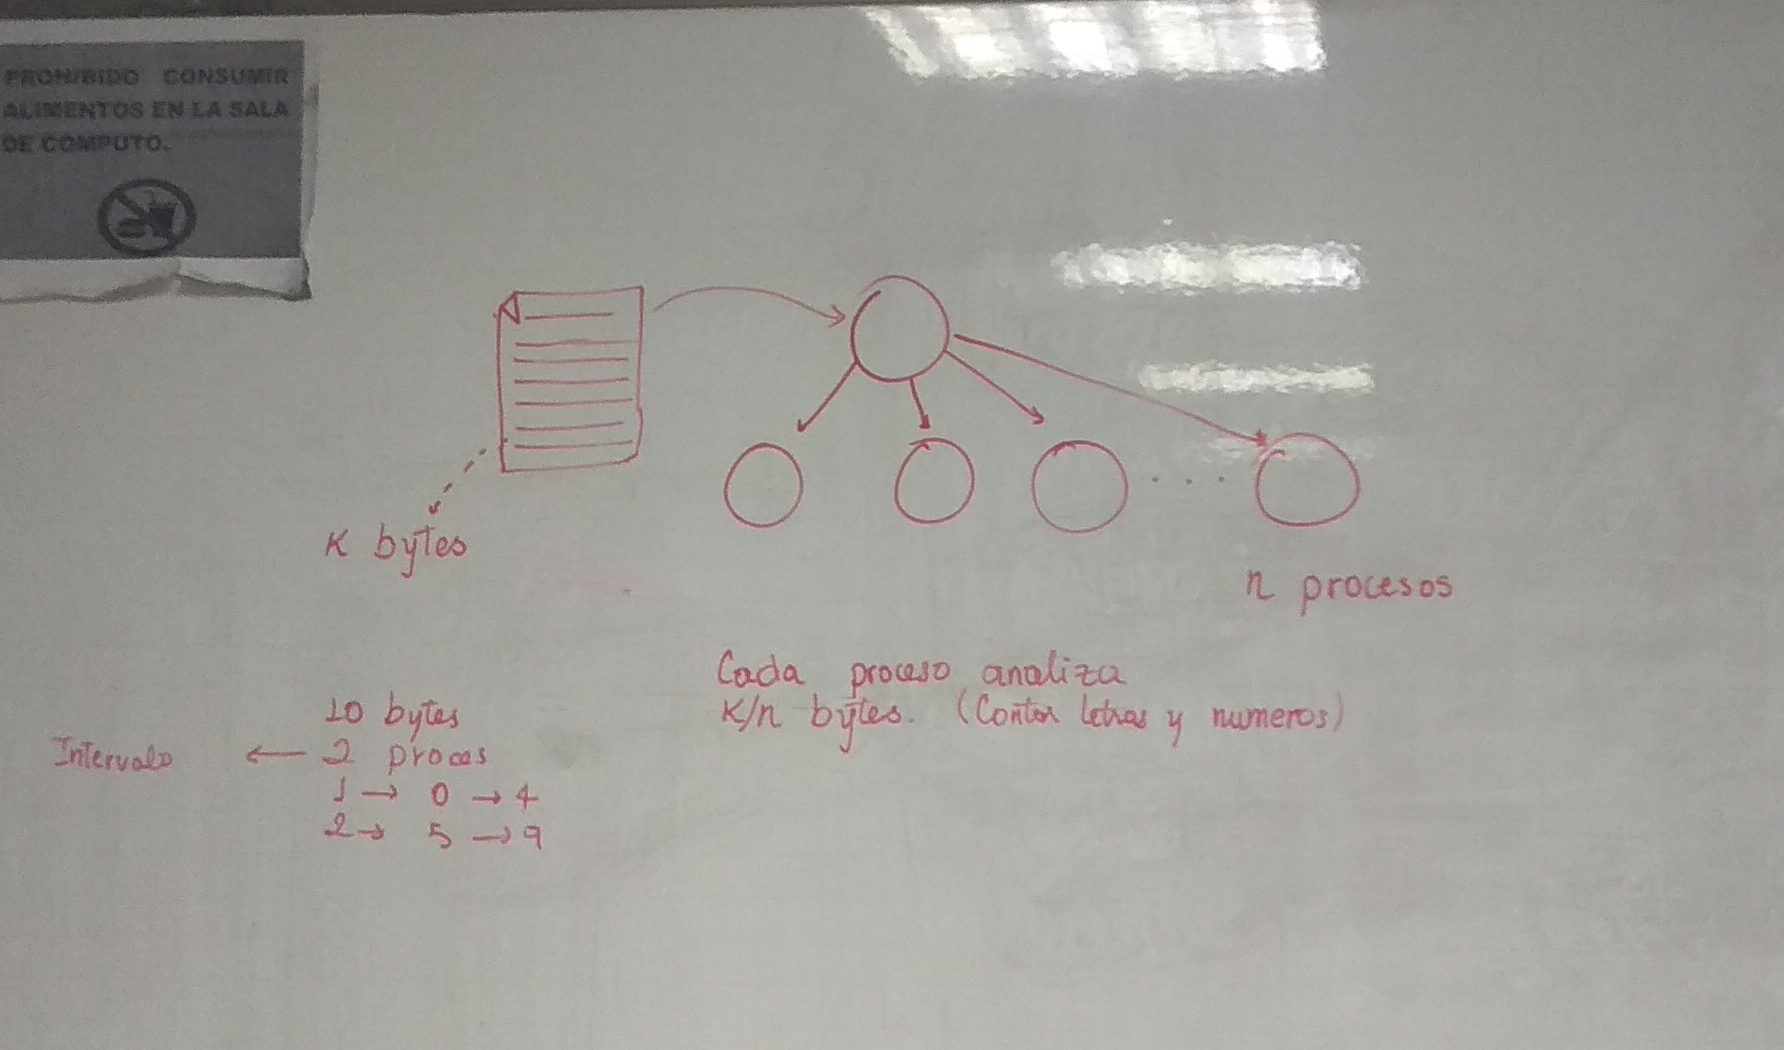 PROHIBIDO CONSUMIR
ALIMENTOS EN LA SALA
DE COMPUTO.
K bytes
n procesos
Cada proceso analiza
K/n bytes. (Contar letras y numeros)
10 bytes
Intervalo ← 2 proces
1 → 0 → 4
2 → 5 → 9